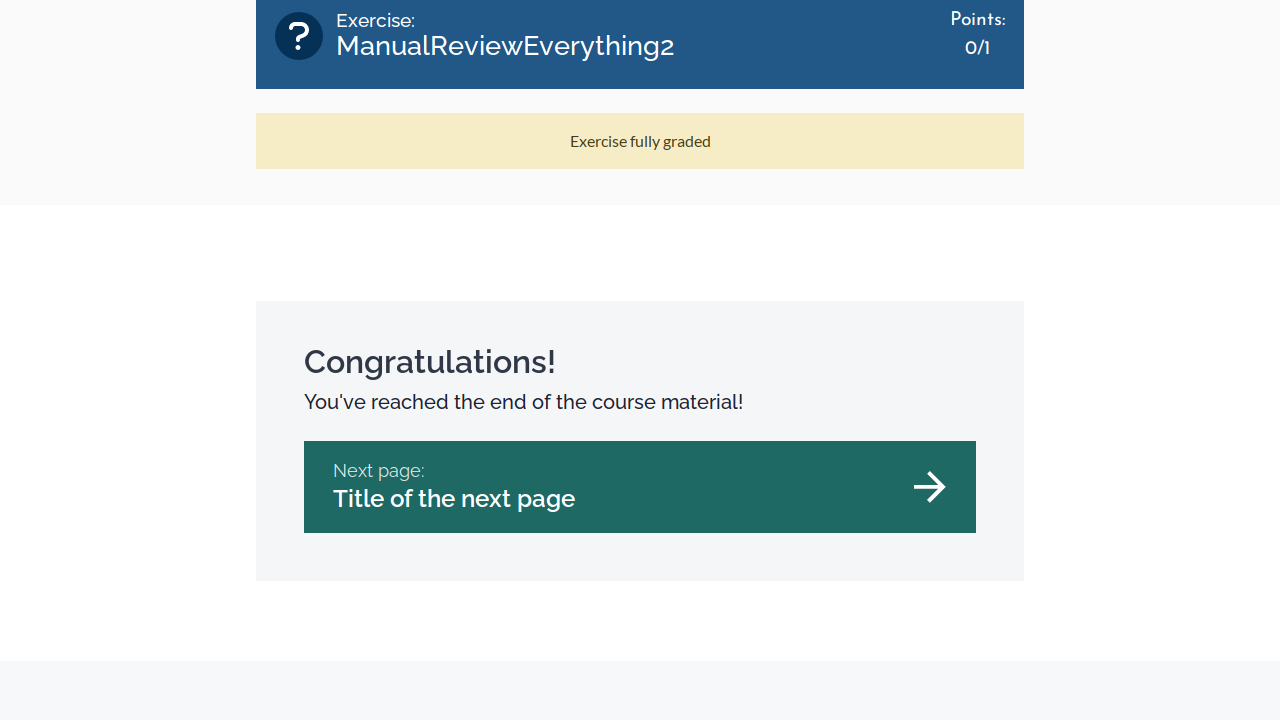 Exercise:
ManualReviewEverything2
Points:
0/1
Exercise fully graded
Congratulations!
You've reached the end of the course material!
Next page:
Title of the next page